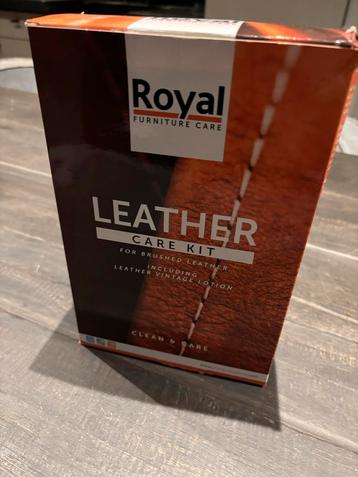 Royal
FURNITURE CARE
LEATHER
CARE KIT
FOR BRUSHED LEATHER
INCLUDING
LEATHER VINTAGE LOTION
CLEAN & CARE